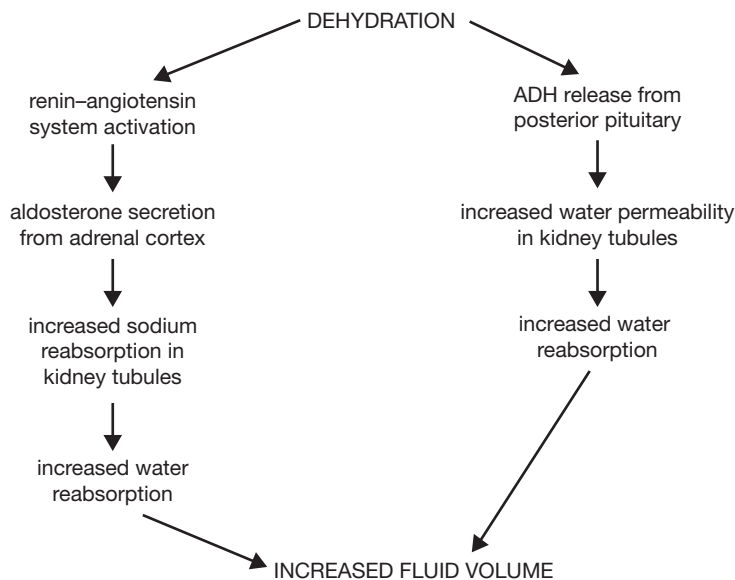 DEHYDRATION
renin–angiotensin
system activation
aldosterone secretion
from adrenal cortex
increased sodium
reabsorption in
kidney tubules
increased water
reabsorption
ADH release from
posterior pituitary
increased water permeability
in kidney tubules
increased water
reabsorption
INCREASED FLUID VOLUME